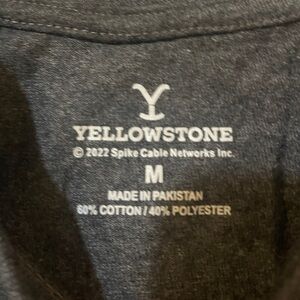 Y
YELLOWSTONE
© 2022 Spike Cable Networks Inc.
M
MADE IN PAKISTAN
60% COTTON / 40% POLYESTER